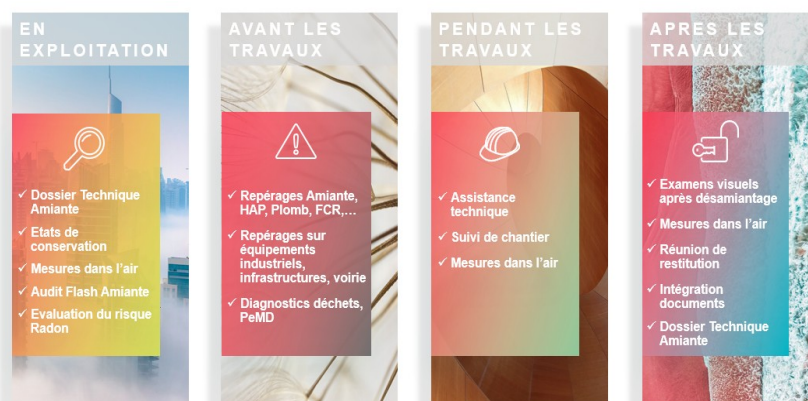 EN
EXPLOITATION
✓ Dossier Technique
Amiante
✓ Etats de
conservation
✓ Mesures dans l'air
✓ Audit Flash Amiante
✓ Evaluation du risque
Radon
AVANT LES
TRAVAUX
✓ Repérages Amiante,
HAP, Plomb, FCR,...
✓ Repérages sur
équipements
industriels,
infrastructures, voirie
✓ Diagnostics déchets,
PeMD
PENDANT LES
TRAVAUX
✓ Assistance
technique
✓ Suivi de chantier
✓ Mesures dans l'air
APRES LES
TRAVAUX
✓ Examens visuels
après désamiantage
✓ Mesures dans l'air
✓ Réunion de
restitution
✓ Intégration
documents
✓ Dossier Technique
Amiante